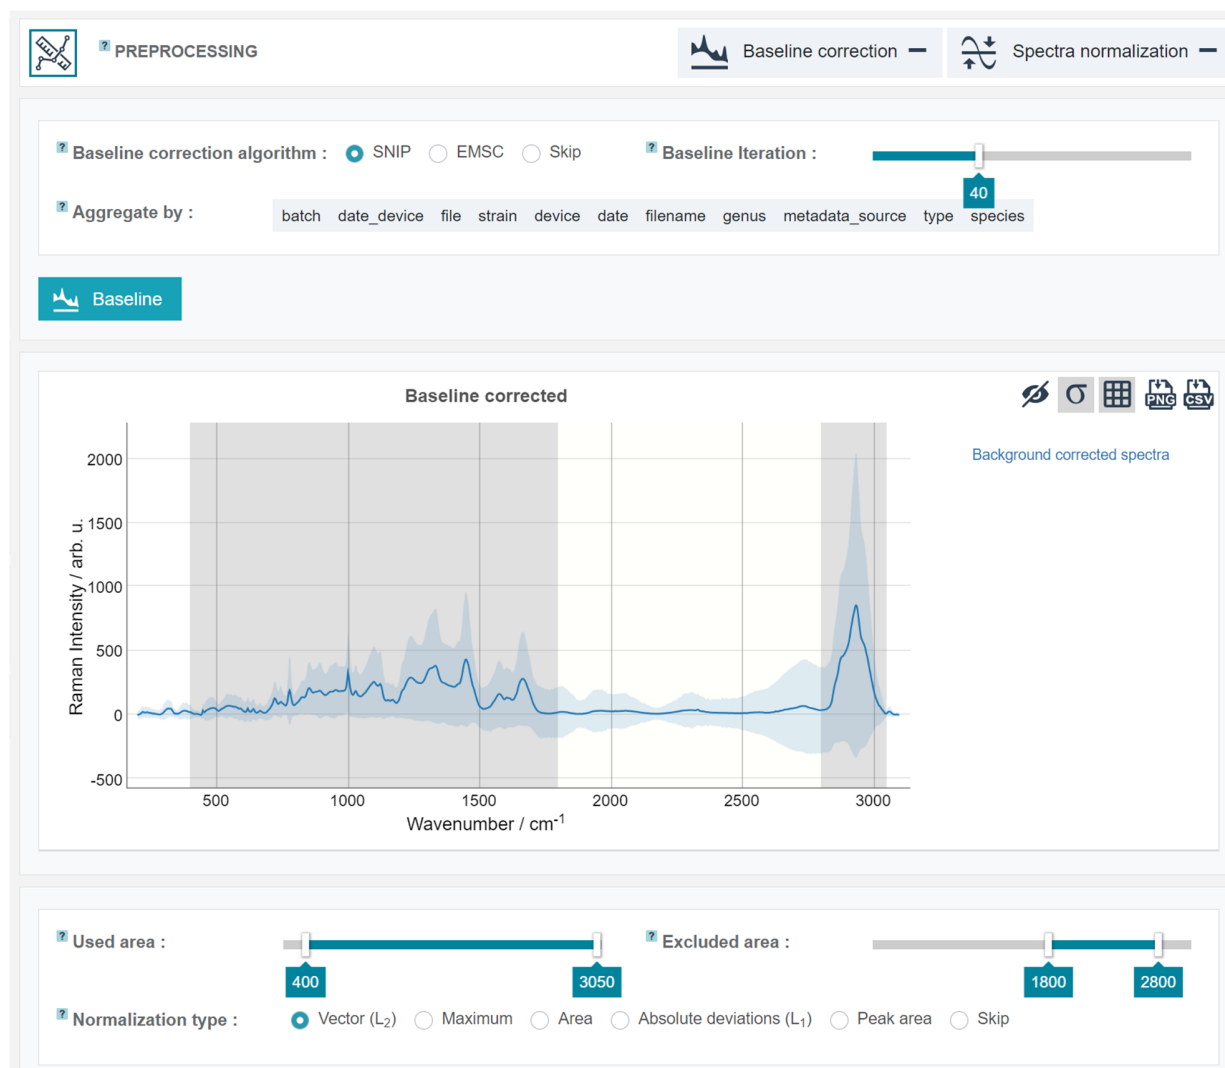 ? PREPROCESSING
Baseline correction
Spectra normalization
? Baseline correction algorithm : SNIP EMSC Skip
? Baseline Iteration :
40
? Aggregate by : batch date_device file strain device date filename genus metadata_source type species
Baseline
Baseline corrected
σ PNG CSV
Background corrected spectra
Raman Intensity / arb. u.
2000
1500
1000
500
0
-500
500 1000 1500 2000 2500 3000
Wavenumber / cm⁻¹
? Used area :
400 3050
? Excluded area :
1800 2800
? Normalization type : Vector (L₂) Maximum Area Absolute deviations (L₁) Peak area Skip